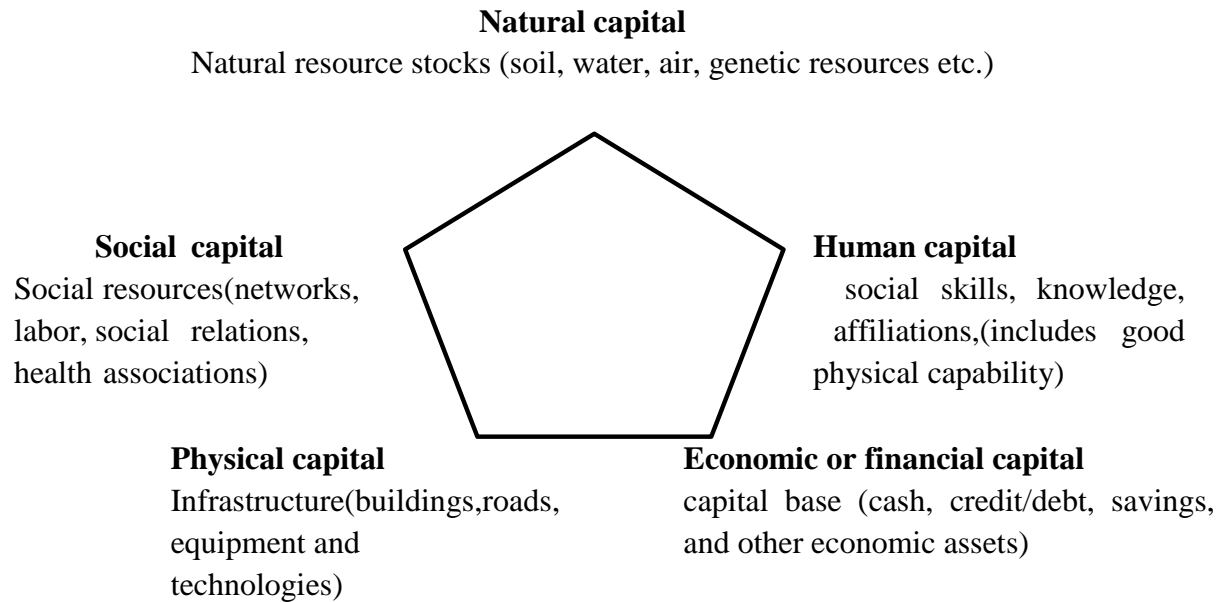 Natural capital
Natural resource stocks (soil, water, air, genetic resources etc.)
Social capital
Social resources(networks,
labor, social relations,
health associations)
Human capital
social skills, knowledge,
affiliations,(includes good
physical capability)
Physical capital
Infrastructure(buildings,roads,
equipment and
technologies)
Economic or financial capital
capital base (cash, credit/debt, savings,
and other economic assets)